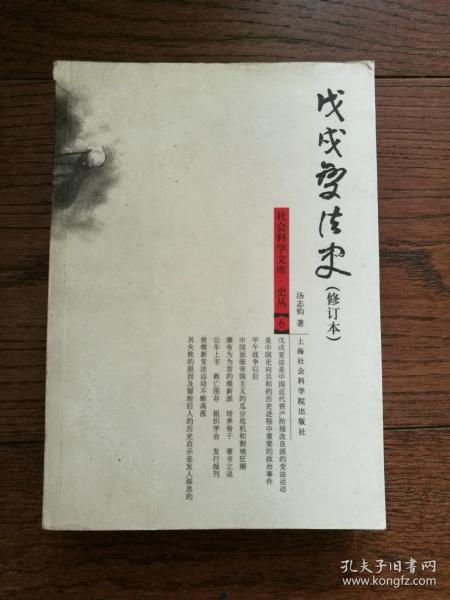 戊戌变法史
(修订本)
汤志钧 著
上海社会科学院出版社
社会科学文库·史丛【6】
戊戌变法是中国近代资产阶级改良派的变法运动
是中国走向共和的历史进程中重要的政治事件
甲午战争以后
中国面临帝国主义的瓜分危机和割地狂潮
康有为为首的维新派 培养骨干 著书立说
公车上书 救亡图存 组织学会 发行报刊
使维新变法运动不断高涨
其失败的原因及留给后人的历史启示是发人深思的
孔夫子旧书网
www.kongfz.com